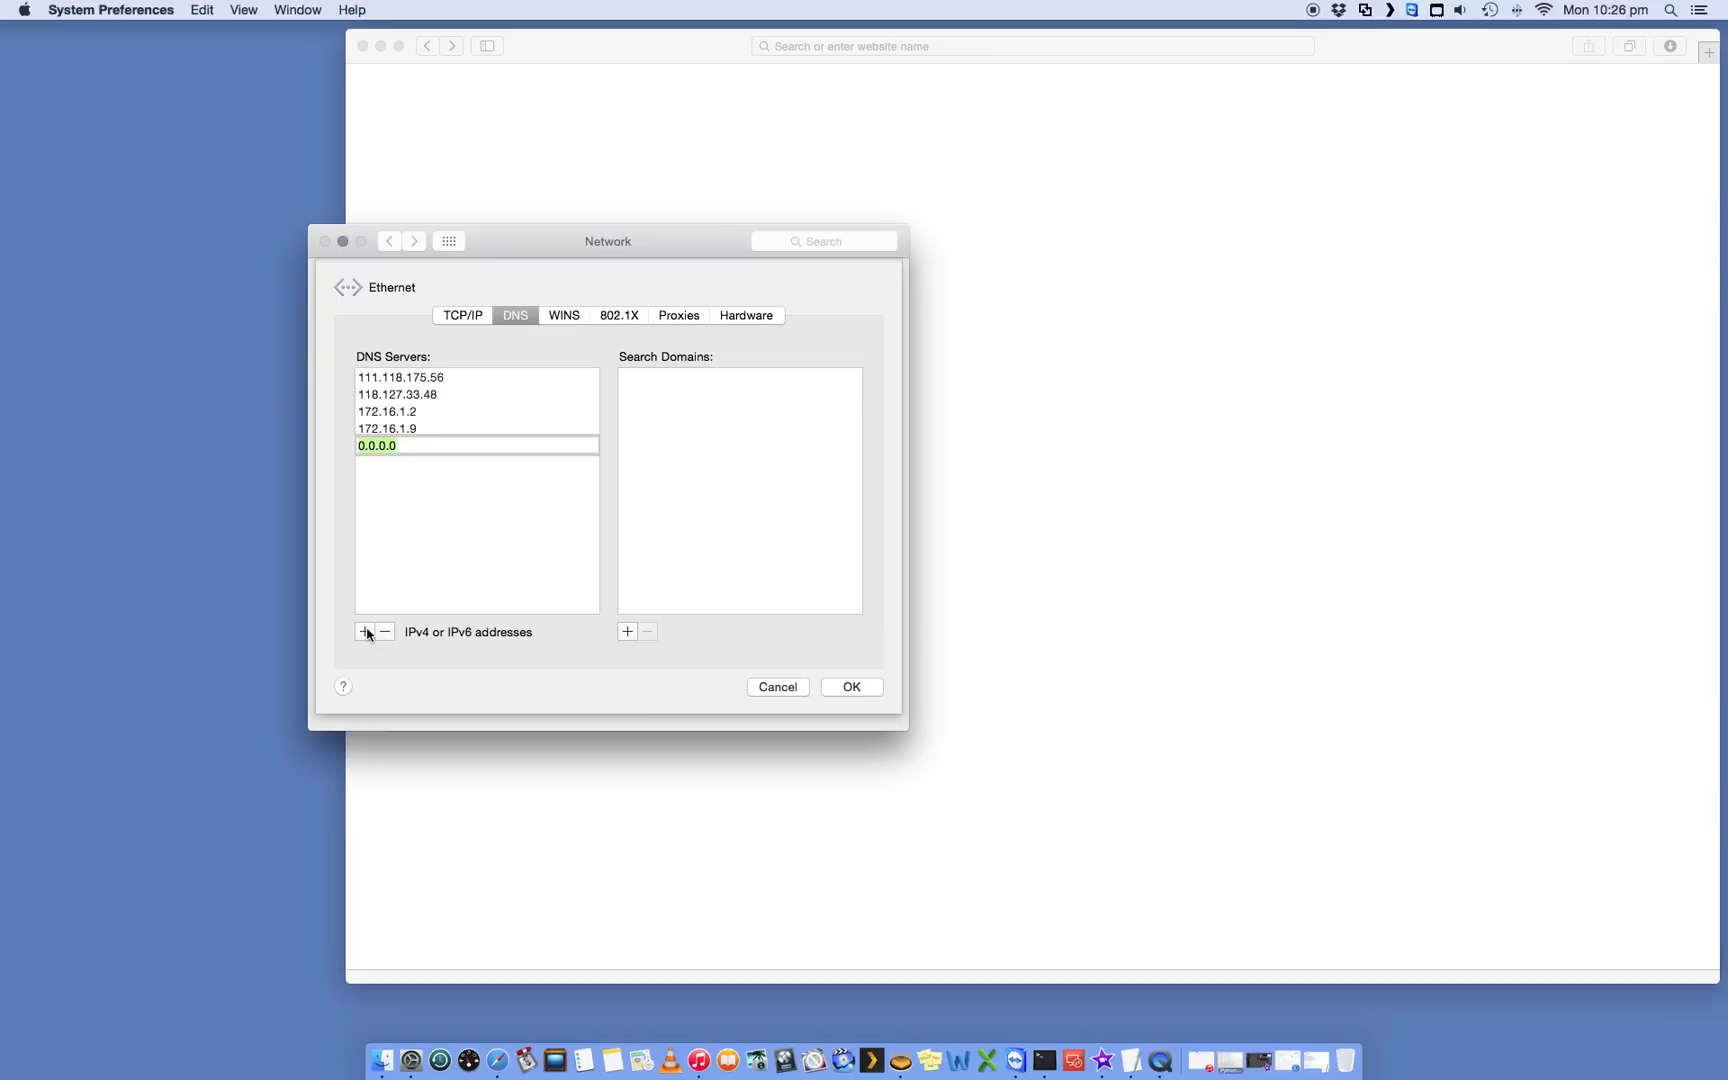 System Preferences Edit View Window Help Mon 10:26 pm
Search or enter website name
Network
Search
Ethernet
TCP/IP DNS WINS 802.1X Proxies Hardware
DNS Servers: Search Domains:
111.118.175.56
118.127.33.48
172.16.1.2
172.16.1.9
0.0.0.0
+ − IPv4 or IPv6 addresses + −
? Cancel OK